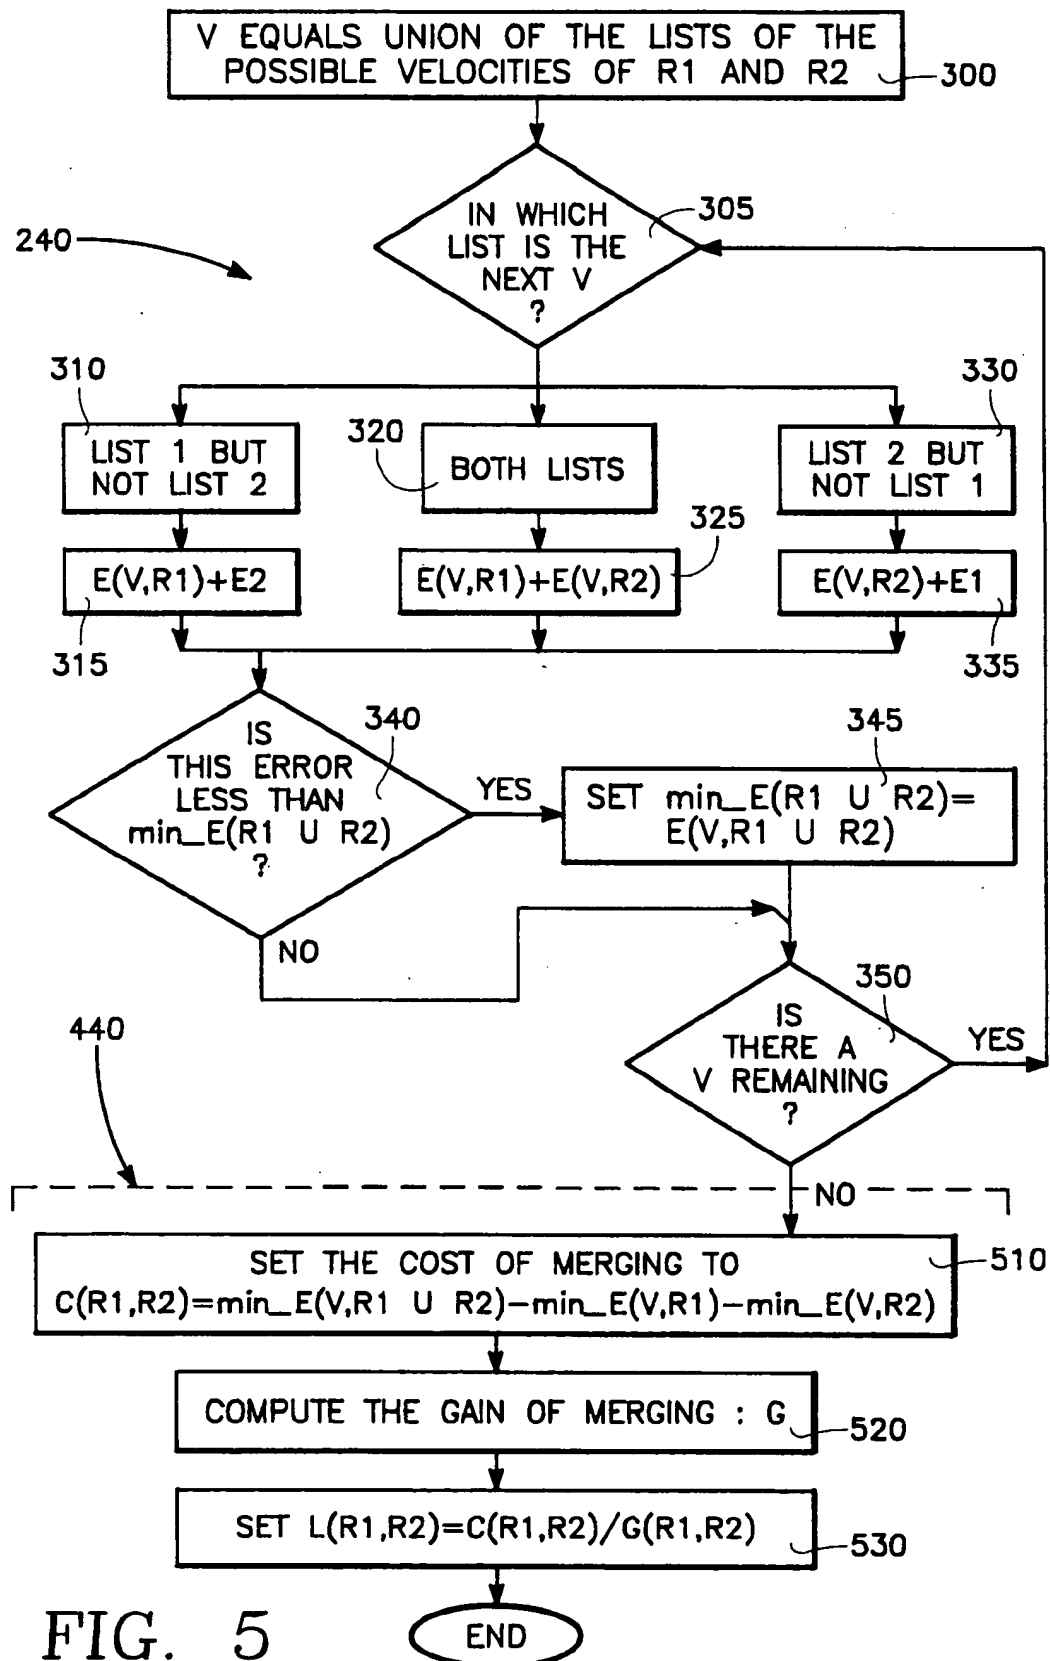 V EQUALS UNION OF THE LISTS OF THE
POSSIBLE VELOCITIES OF R1 AND R2
300
IN WHICH
LIST IS THE
NEXT V
?
305
240
310
LIST 1 BUT
NOT LIST 2
320
BOTH LISTS
330
LIST 2 BUT
NOT LIST 1
E(V,R1)+E2
315
E(V,R1)+E(V,R2)
325
E(V,R2)+E1
335
IS
THIS ERROR
LESS THAN
min_E(R1 U R2)
?
340
YES
NO
345
SET min_E(R1 U R2)=
E(V,R1 U R2)
IS
THERE A
V REMAINING
?
350
YES
440
NO
SET THE COST OF MERGING TO
C(R1,R2)=min_E(V,R1 U R2)-min_E(V,R1)-min_E(V,R2)
510
COMPUTE THE GAIN OF MERGING : G
520
SET L(R1,R2)=C(R1,R2)/G(R1,R2)
530
END
FIG. 5